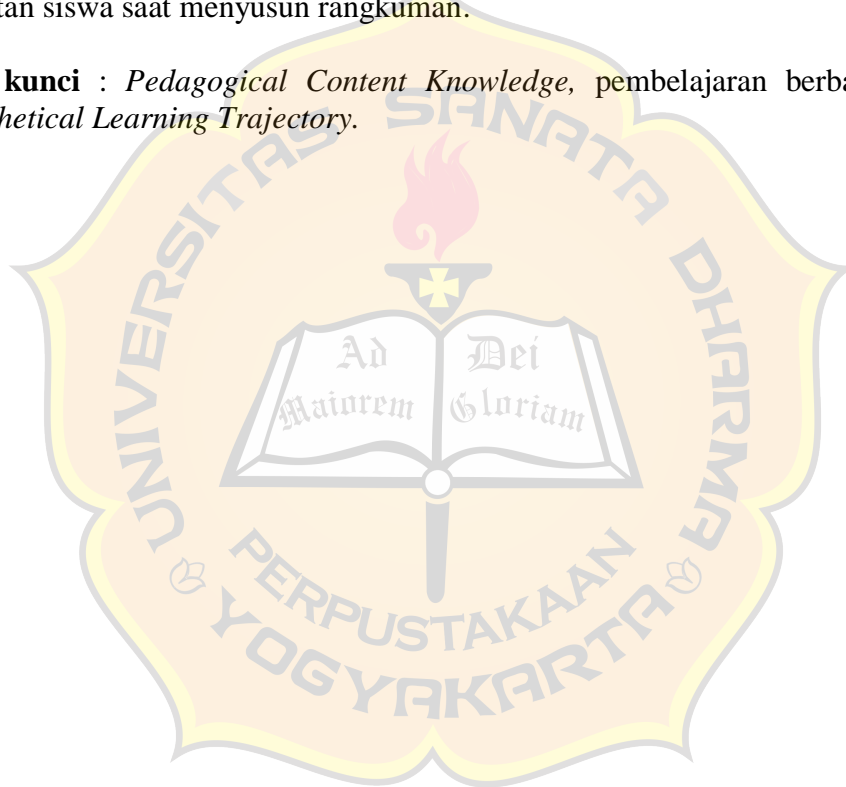 tan siswa saat menyusun rangkuman.
kunci : Pedagogical Content Knowledge, pembelajaran berba
hetical Learning Trajectory.
UNIVERSITAS SANATA DHARMA
Ad
Maiorem
Dei
Gloriam
PERPUSTAKAAN
YOGYAKARTA